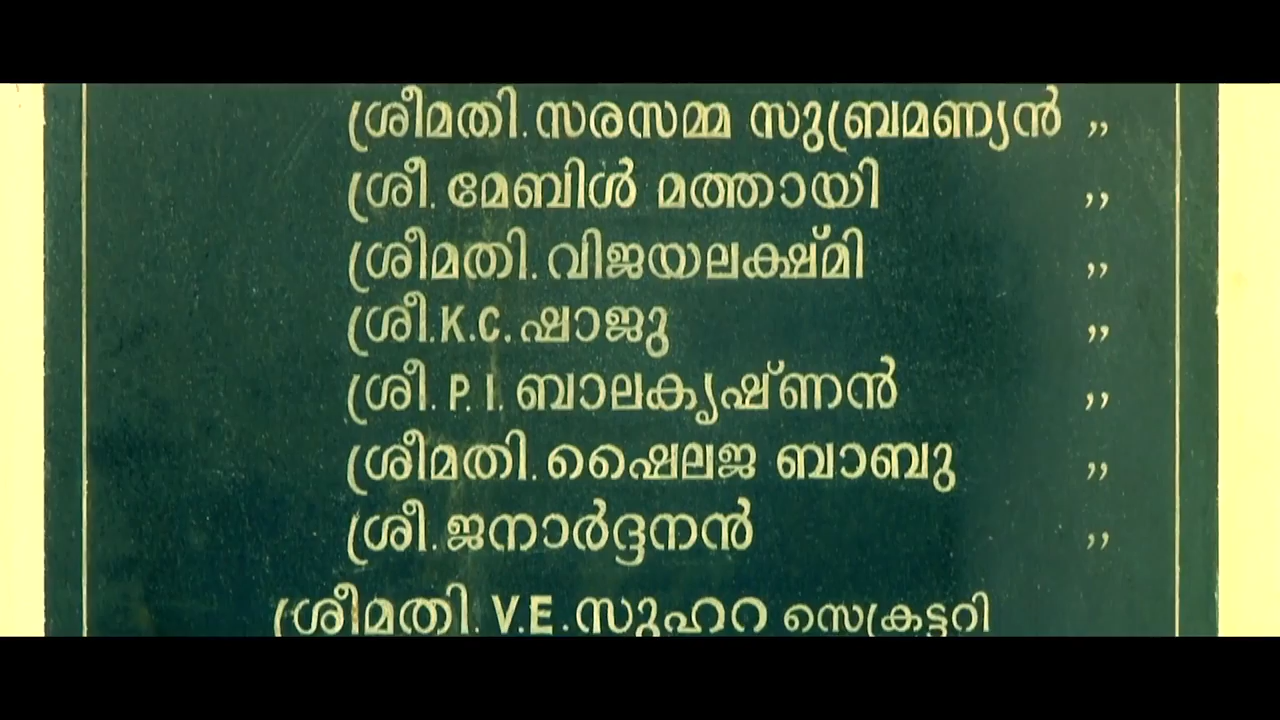 ശ്രീമതി. സരസമ്മ സുബ്രമണ്യൻ ,,
ശ്രീ. മേബിൾ മത്തായി ,,
ശ്രീമതി. വിജയലക്ഷ്മി ,,
ശ്രീ. K.C. ഷാജു ,,
ശ്രീ. P. I. ബാലകൃഷ്ണൻ ,,
ശ്രീമതി. ഷൈലജ ബാബു ,,
ശ്രീ. ജനാർദ്ദനൻ ,,
ശ്രീമതി. V.E. സുഹറ സെക്രട്ടറി